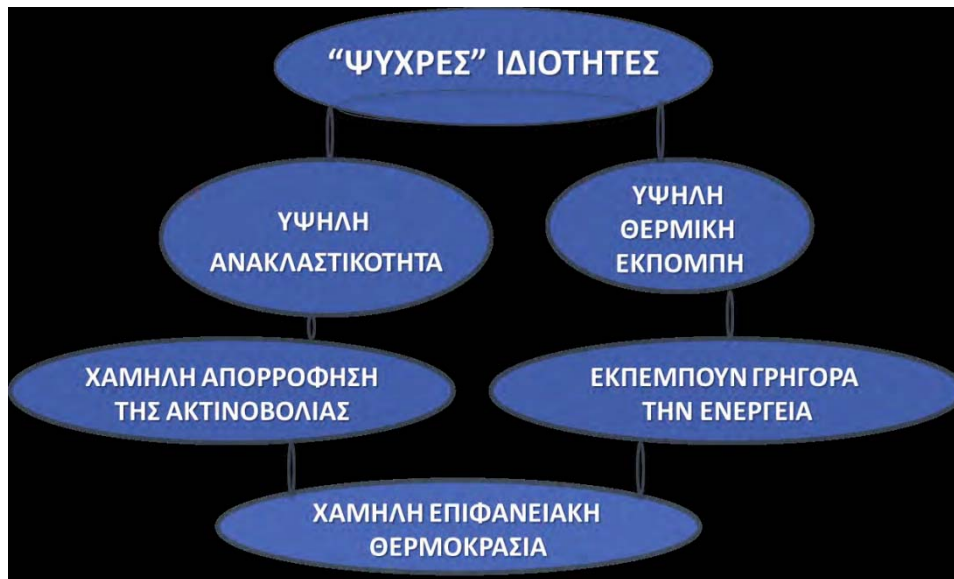 “ΨΥΧΡΕΣ” ΙΔΙΟΤΗΤΕΣ
ΥΨΗΛΗ
ΑΝΑΚΛΑΣΤΙΚΟΤΗΤΑ
ΥΨΗΛΗ
ΘΕΡΜΙΚΗ
ΕΚΠΟΜΠΗ
ΧΑΜΗΛΗ ΑΠΟΡΡΟΦΗΣΗ
ΤΗΣ ΑΚΤΙΝΟΒΟΛΙΑΣ
ΕΚΠΕΜΠΟΥΝ ΓΡΗΓΟΡΑ
ΤΗΝ ΕΝΕΡΓΕΙΑ
ΧΑΜΗΛΗ ΕΠΙΦΑΝΕΙΑΚΗ
ΘΕΡΜΟΚΡΑΣΙΑ